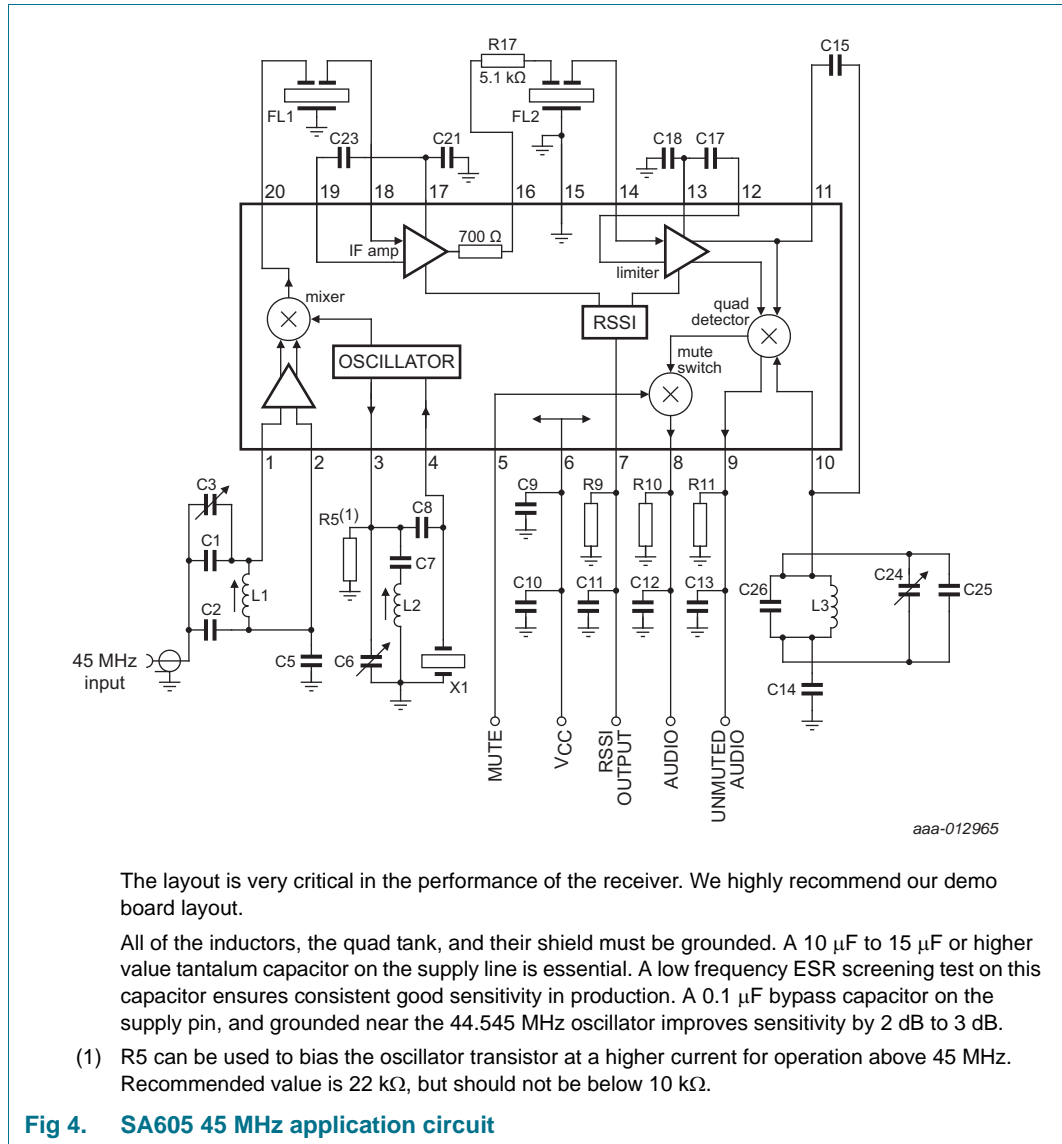 R17
C15
5.1 kΩ
FL1
FL2
C23
C21
C18
C17
20
19
18
17
16
15
14
13
12
11
700 Ω
IF amp
limiter
mixer
quad
detector
RSSI
OSCILLATOR
mute
switch
1
2
3
4
5
6
7
8
9
10
C3
R5(1)
C8
C9
R9
R10
R11
C1
C7
L1
C24
C26
C25
C2
L2
C10
C11
C12
C13
L3
45 MHz
input
C5
C6
X1
C14
MUTE
VCC
RSSI
OUTPUT
AUDIO
UNMUTED
AUDIO
aaa-012965
The layout is very critical in the performance of the receiver. We highly recommend our demo
board layout.
All of the inductors, the quad tank, and their shield must be grounded. A 10 μF to 15 μF or higher
value tantalum capacitor on the supply line is essential. A low frequency ESR screening test on this
capacitor ensures consistent good sensitivity in production. A 0.1 μF bypass capacitor on the
supply pin, and grounded near the 44.545 MHz oscillator improves sensitivity by 2 dB to 3 dB.
(1) R5 can be used to bias the oscillator transistor at a higher current for operation above 45 MHz.
Recommended value is 22 kΩ, but should not be below 10 kΩ.
Fig 4. SA605 45 MHz application circuit